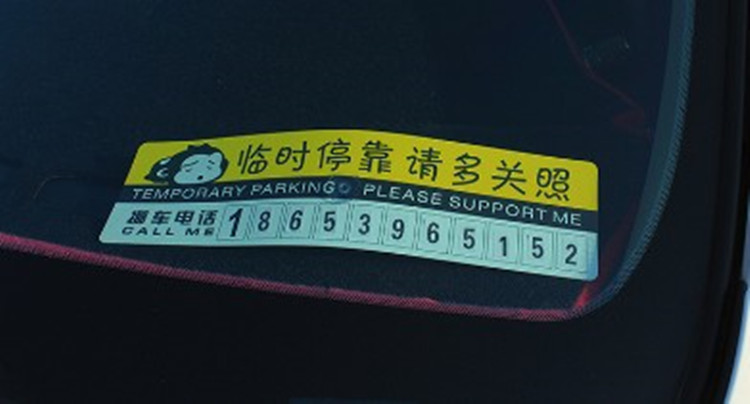 临时停靠 请多关照
TEMPORARY PARKING PLEASE SUPPORT ME
挪车电话 18653965152
CALL ME